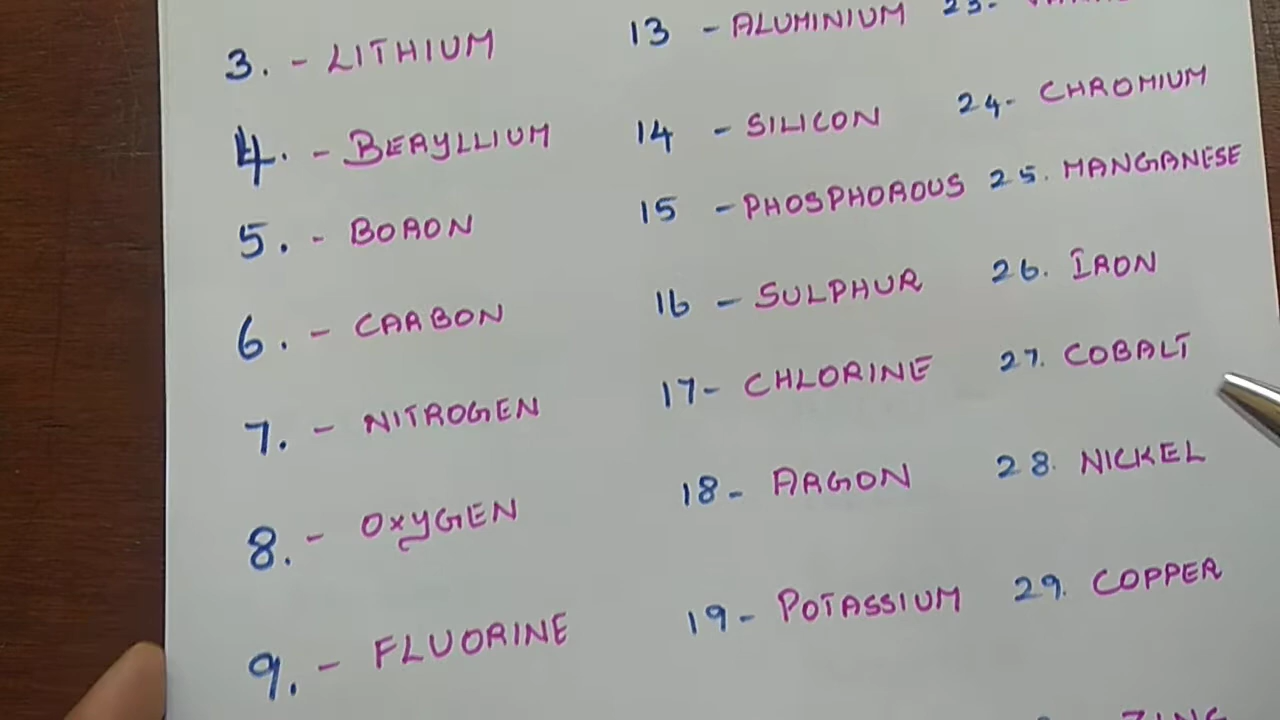 3. - LITHIUM
4. - BERYLLIUM
5. - BORON
6. - CARBON
7. - NITROGEN
8. - OXYGEN
9. - FLUORINE
13 - ALUMINIUM
14 - SILICON
15 - PHOSPHOROUS
16 - SULPHUR
17 - CHLORINE
18 - ARGON
19 - POTASSIUM
23.
24. CHROMIUM
25. MANGANESE
26. IRON
27. COBALT
28. NICKEL
29. COPPER
ZINC